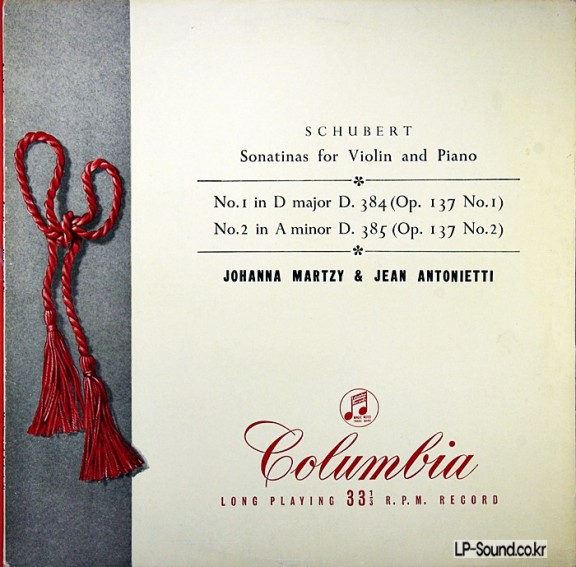 SCHUBERT
Sonatinas for Violin and Piano
No.1 in D major D. 384 (Op. 137 No.1)
No.2 in A minor D. 385 (Op. 137 No.2)
JOHANNA MARTZY & JEAN ANTONIETTI
Columbia
LONG PLAYING 33⅓ R.P.M. RECORD
LP-Sound.co.kr